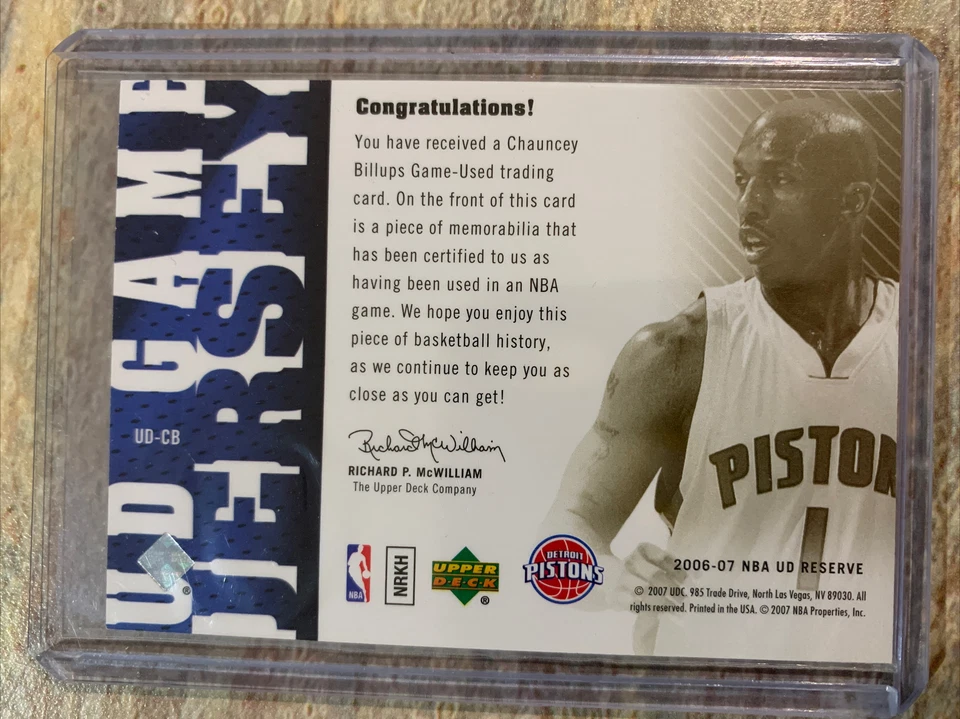 UD GAME
JERSEY
UD-CB
®
Congratulations!
You have received a Chauncey
Billups Game-Used trading
card. On the front of this card
is a piece of memorabilia that
has been certified to us as
having been used in an NBA
game. We hope you enjoy this
piece of basketball history,
as we continue to keep you as
close as you can get!
Richard P. McWilliam
RICHARD P. McWILLIAM
The Upper Deck Company
NBA
NRKH
UPPER
DECK
®
DETROIT
PISTONS
PISTON
1
2006-07 NBA UD RESERVE
© 2007 UDC. 985 Trade Drive, North Las Vegas, NV 89030. All
rights reserved. Printed in the USA. © 2007 NBA Properties, Inc.